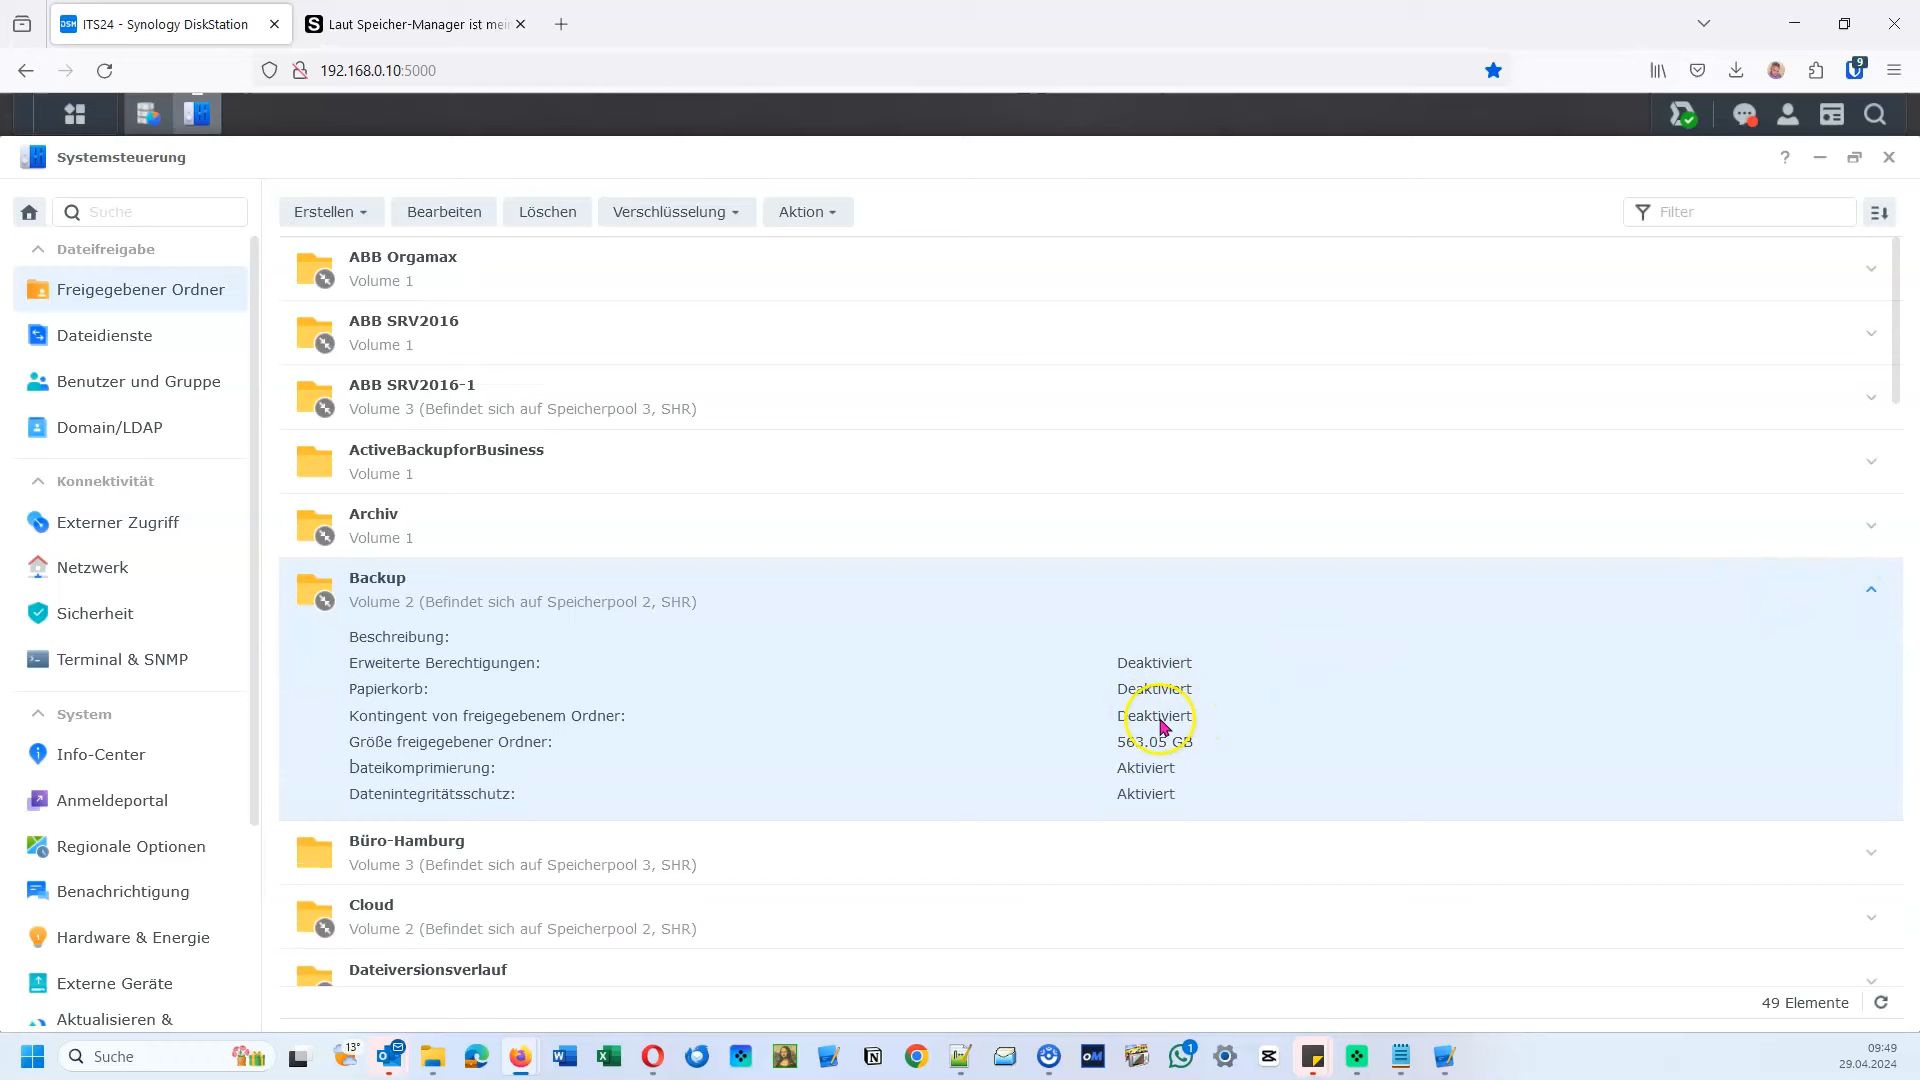 ITS24 - Synology DiskStation
Laut Speicher-Manager ist mei
192.168.0.10:5000
9
Systemsteuerung
Suche
Erstellen
Bearbeiten
Löschen
Verschlüsselung
Aktion
Filter
Dateifreigabe
Freigegebener Ordner
Dateidienste
Benutzer und Gruppe
Domain/LDAP
Konnektivität
Externer Zugriff
Netzwerk
Sicherheit
Terminal & SNMP
System
Info-Center
Anmeldeportal
Regionale Optionen
Benachrichtigung
Hardware & Energie
Externe Geräte
Aktualisieren &
ABB Orgamax
Volume 1
ABB SRV2016
Volume 1
ABB SRV2016-1
Volume 3 (Befindet sich auf Speicherpool 3, SHR)
ActiveBackupforBusiness
Volume 1
Archiv
Volume 1
Backup
Volume 2 (Befindet sich auf Speicherpool 2, SHR)
Beschreibung:
Erweiterte Berechtigungen: Deaktiviert
Papierkorb: Deaktiviert
Kontingent von freigegebenem Ordner: Deaktiviert
Größe freigegebener Ordner: 563.05 GB
Dateikomprimierung: Aktiviert
Datenintegritätsschutz: Aktiviert
Büro-Hamburg
Volume 3 (Befindet sich auf Speicherpool 3, SHR)
Cloud
Volume 2 (Befindet sich auf Speicherpool 2, SHR)
Dateiversionsverlauf
49 Elemente
Suche
13°
1
09:49
29.04.2024